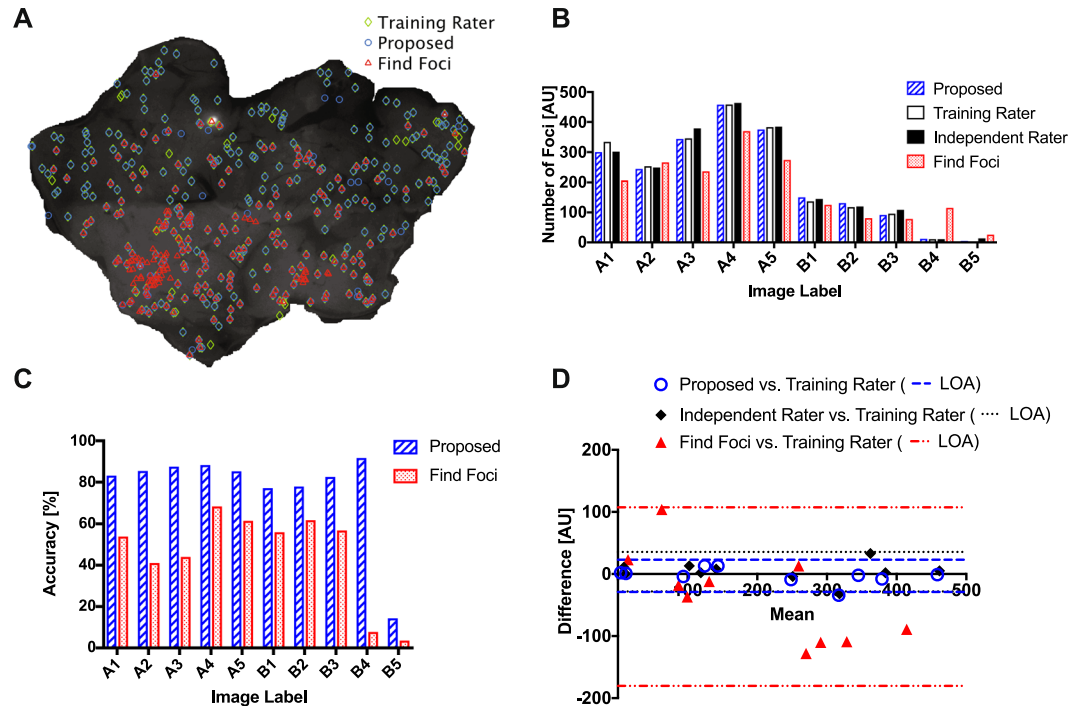 A
Training Rater
Proposed
Find Foci
B
Number of Foci [AU]
500
400
300
200
100
0
Proposed
Training Rater
Independent Rater
Find Foci
A1 A2 A3 A4 A5 B1 B2 B3 B4 B5
Image Label
C
Accuracy [%]
100
80
60
40
20
0
Proposed
Find Foci
A1 A2 A3 A4 A5 B1 B2 B3 B4 B5
Image Label
D
Proposed vs. Training Rater ( LOA)
Independent Rater vs. Training Rater ( LOA)
Find Foci vs. Training Rater ( LOA)
Difference [AU]
200
100
0
-100
-200
100 200 300 400 500
Mean